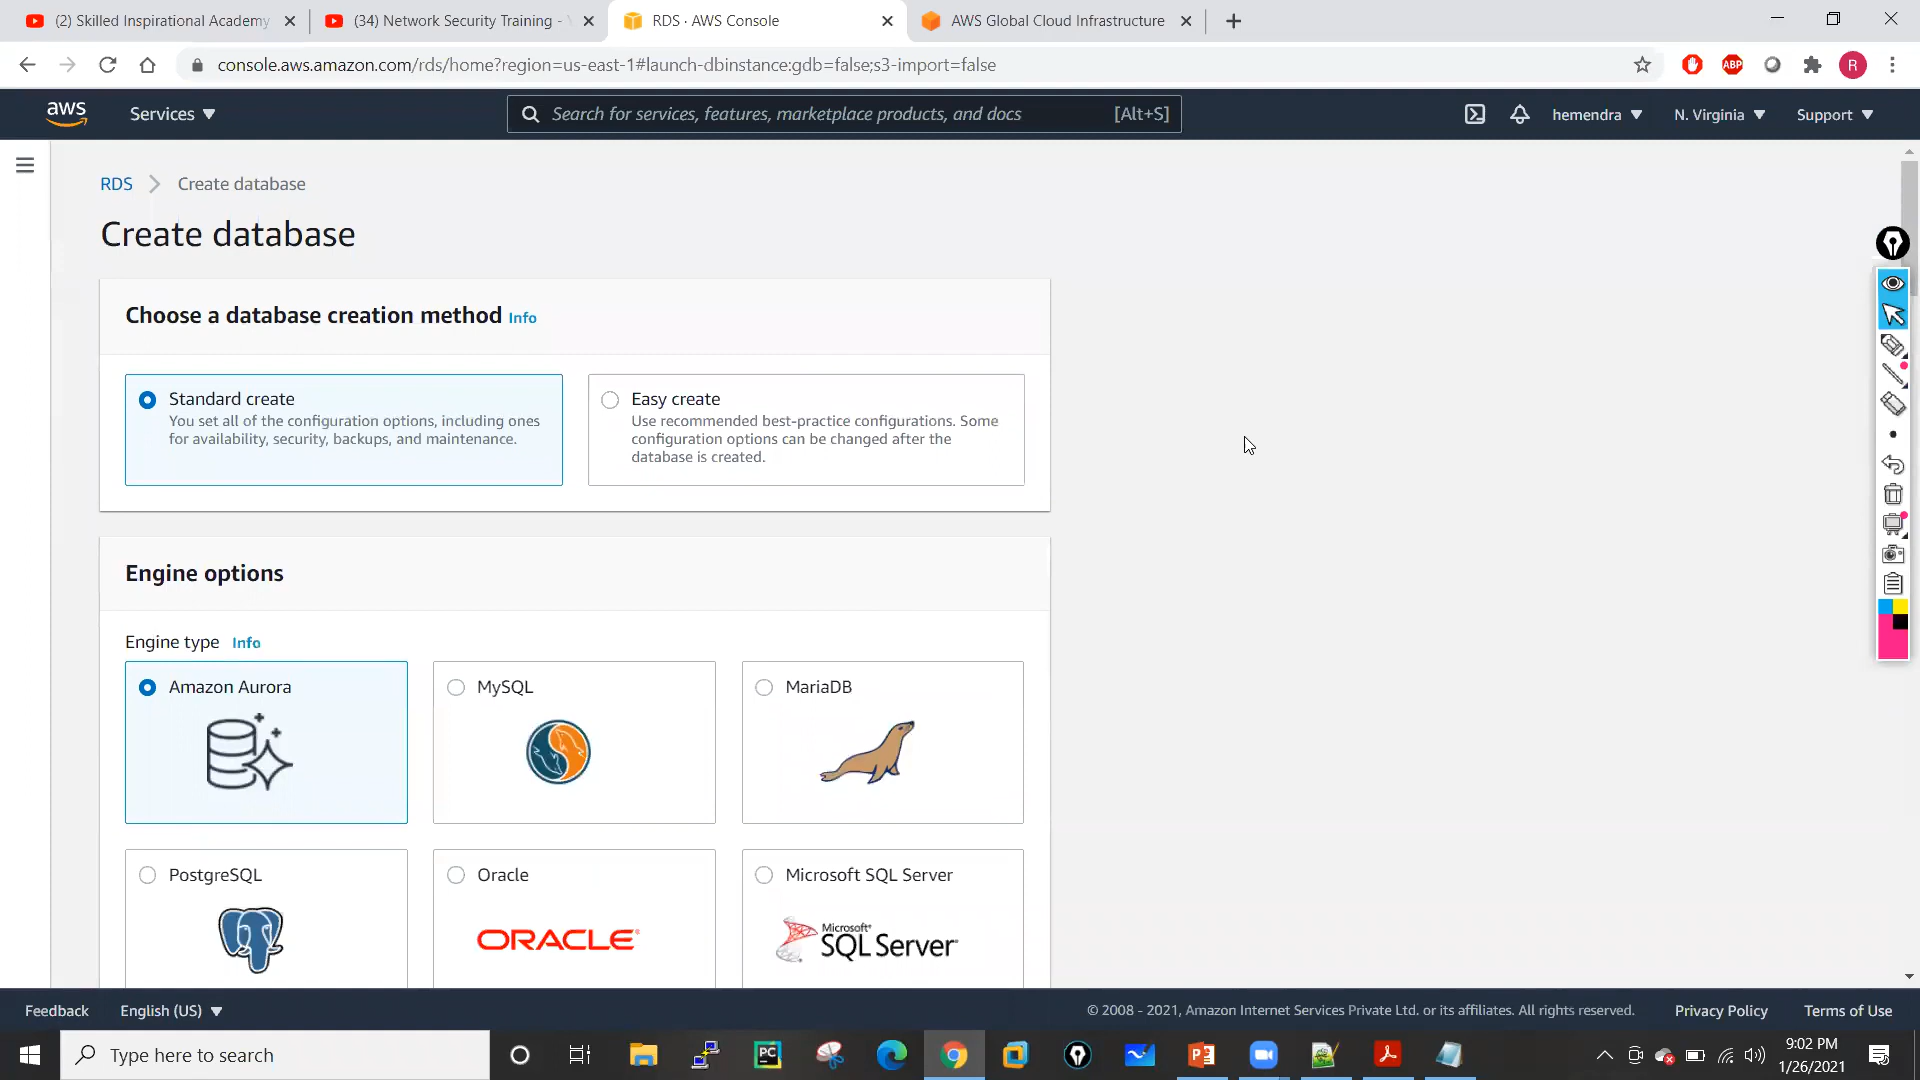 (2) Skilled Inspirational Academy
(34) Network Security Training -
RDS · AWS Console
AWS Global Cloud Infrastructure
console.aws.amazon.com/rds/home?region=us-east-1#launch-dbinstance:gdb=false;s3-import=false
ABP
R
aws
Services
Search for services, features, marketplace products, and docs
[Alt+S]
hemendra
N. Virginia
Support
RDS
Create database
Create database
Choose a database creation method Info
Standard create
You set all of the configuration options, including ones
for availability, security, backups, and maintenance.
Easy create
Use recommended best-practice configurations. Some
configuration options can be changed after the
database is created.
Engine options
Engine type Info
Amazon Aurora
MySQL
MariaDB
PostgreSQL
Oracle
ORACLE
Microsoft SQL Server
Microsoft
SQL Server
Feedback
English (US)
© 2008 - 2021, Amazon Internet Services Private Ltd. or its affiliates. All rights reserved.
Privacy Policy
Terms of Use
Type here to search
PC
9:02 PM
1/26/2021